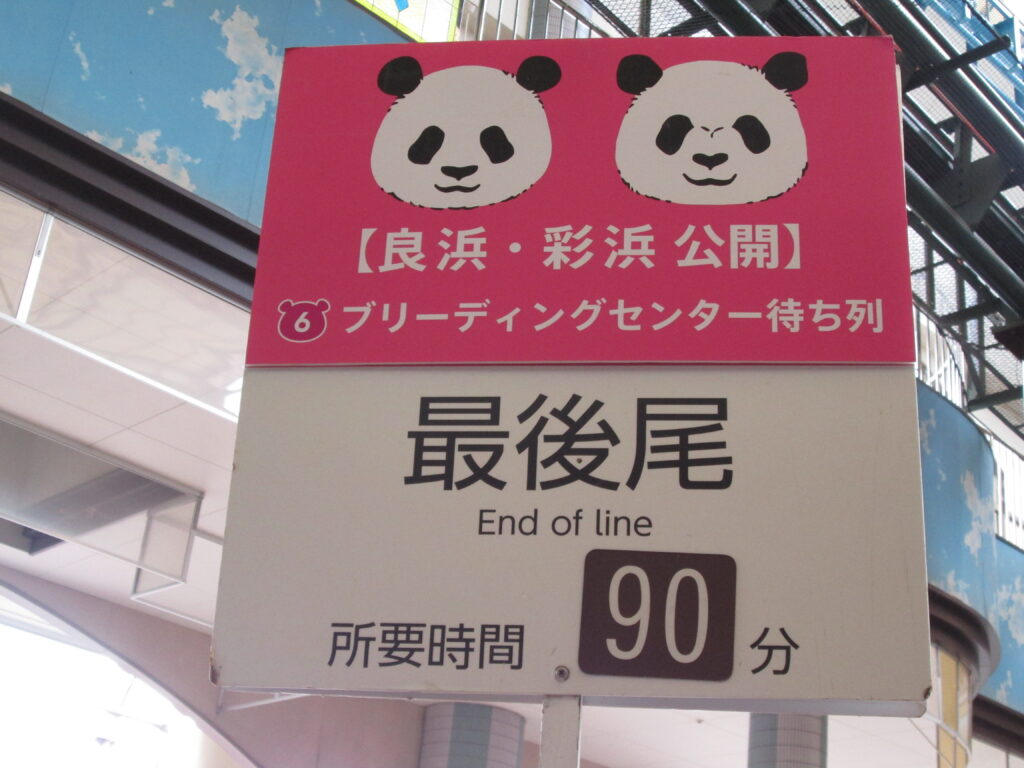 【良浜・彩浜 公開】
6 ブリーディングセンター待ち列
最後尾
End of line
所要時間 90 分